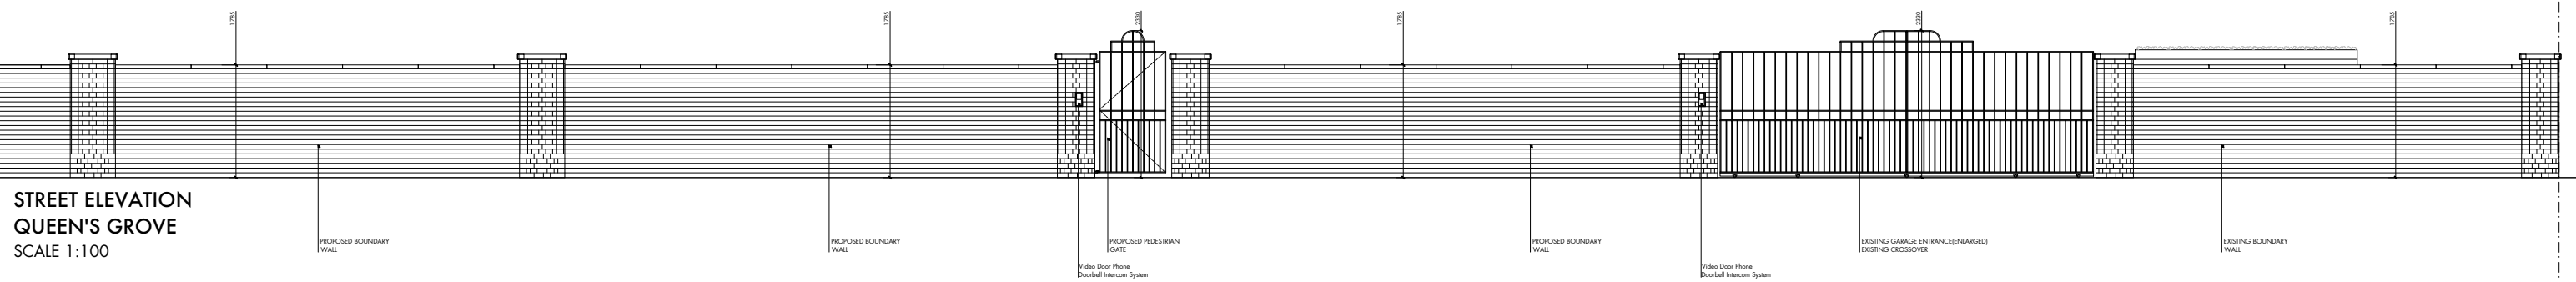 1785
1785
2330
1785
2330
1785
STREET ELEVATION
QUEEN'S GROVE
SCALE 1:100
PROPOSED BOUNDARY
WALL
PROPOSED BOUNDARY
WALL
PROPOSED PEDESTRIAN
GATE
Video Door Phone
Doorbell Intercom System
PROPOSED BOUNDARY
WALL
Video Door Phone
Doorbell Intercom System
EXISTING GARAGE ENTRANCE(ENLARGED)
EXISTING CROSSOVER
EXISTING BOUNDARY
WALL